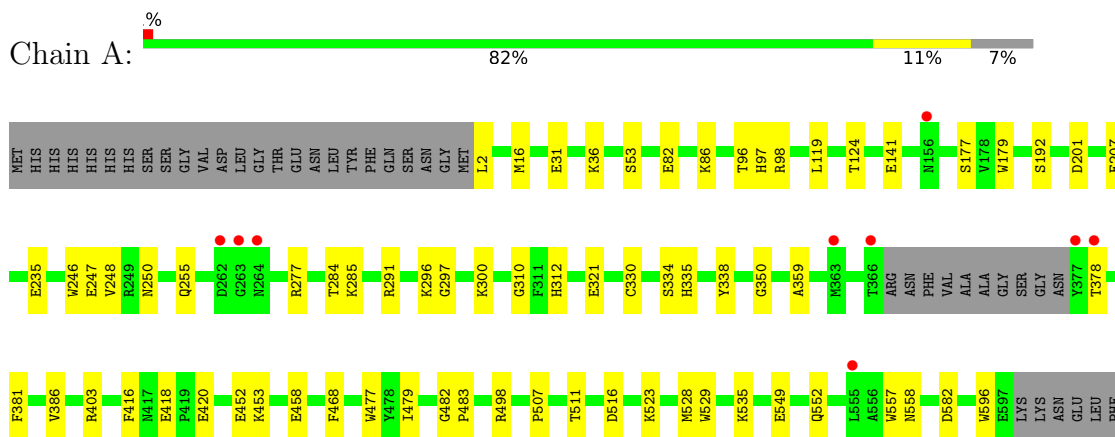 %
Chain A:
82% 11% 7%
MET HIS HIS HIS HIS HIS HIS SER SER GLY VAL ASP LEU GLY THR GLU ASN LEU TYR PHE GLN SER ASN GLY MET L2 M16 E31 K36 S53 E82 K86 T96 H97 R98 L119 T124 E141 N156 S177 V178 W179 S192 D201
E235 W246 E247 V248 R249 N250 Q255 D262 G263 N264 R277 T284 K285 R291 K296 G297 K300 G310 F311 H312 E321 C330 S334 H335 Y338 G350 A359 M363 T366 ARG ASN PHE VAL ALA ALA GLY SER GLY ASN Y377 T378
F381 V386 R403 F416 N417 E418 P419 E420 E452 K453 E458 F468 W477 Y478 I479 G482 P483 R498 P507 T511 D516 K523 M528 W529 K535 E549 Q552 L555 A556 W557 N558 D582 W596 E597 LYS LYS ASN GLU LEU PHE